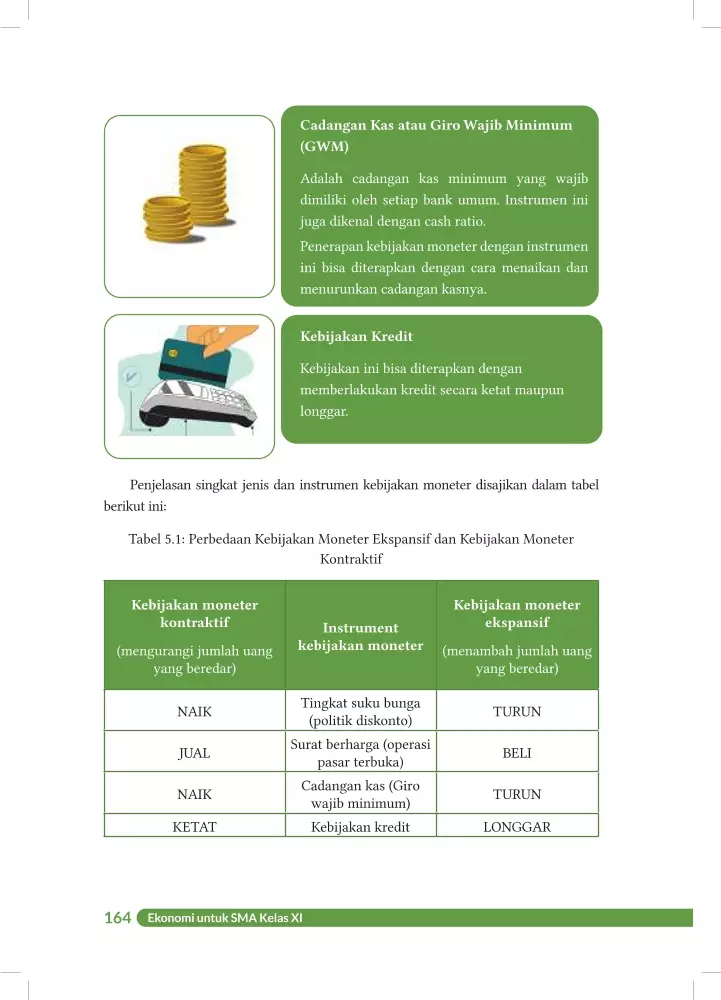 Cadangan Kas atau Giro Wajib Minimum
(GWM)
Adalah cadangan kas minimum yang wajib
dimiliki oleh setiap bank umum. Instrumen ini
juga dikenal dengan cash ratio.
Penerapan kebijakan moneter dengan instrumen
ini bisa diterapkan dengan cara menaikan dan
menurunkan cadangan kasnya.
Kebijakan Kredit
Kebijakan ini bisa diterapkan dengan
memberlakukan kredit secara ketat maupun
longgar.
Penjelasan singkat jenis dan instrumen kebijakan moneter disajikan dalam tabel
berikut ini:
Tabel 5.1: Perbedaan Kebijakan Moneter Ekspansif dan Kebijakan Moneter
Kontraktif
Kebijakan moneter
kontraktif
(mengurangi jumlah uang
yang beredar)
Instrument
kebijakan moneter
Kebijakan moneter
ekspansif
(menambah jumlah uang
yang beredar)
NAIK
Tingkat suku bunga
(politik diskonto)
TURUN
JUAL
Surat berharga (operasi
pasar terbuka)
BELI
NAIK
Cadangan kas (Giro
wajib minimum)
TURUN
KETAT
Kebijakan kredit
LONGGAR
164
Ekonomi untuk SMA Kelas XI